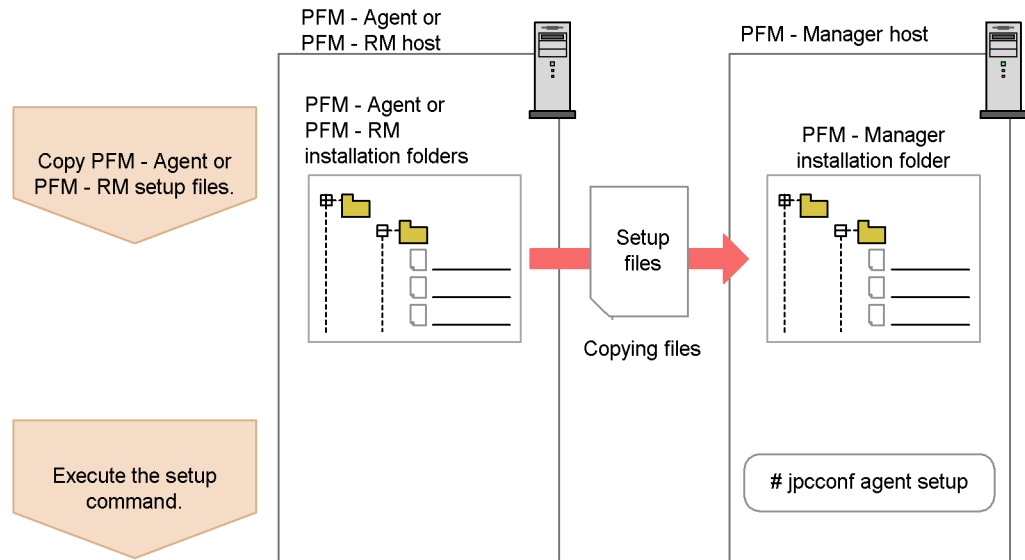 PFM - Agent or
PFM - RM host
PFM - Manager host
Copy PFM - Agent or
PFM - RM setup files.
PFM - Agent or
PFM - RM
installation folders
PFM - Manager
installation folder
Setup
files
Copying files
Execute the setup
command.
# jpcconf agent setup